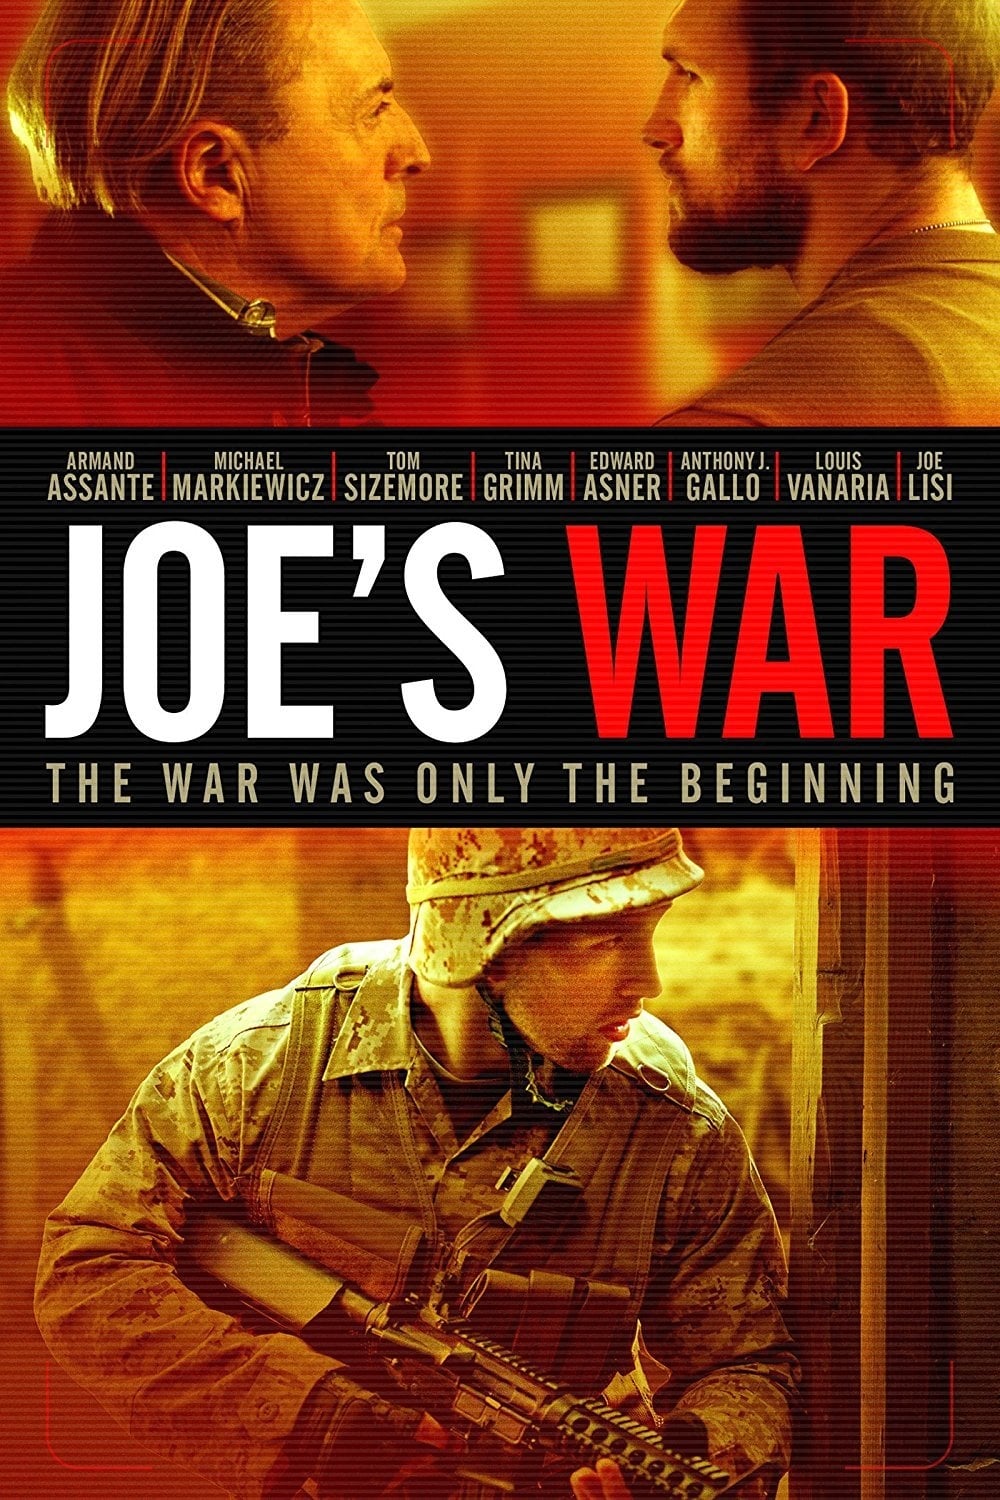 ARMAND ASSANTE | MICHAEL MARKIEWICZ | TOM SIZEMORE | TINA GRIMM | EDWARD ASNER | ANTHONY J. GALLO | LOUIS VANARIA | JOE LISI
JOE'S WAR
THE WAR WAS ONLY THE BEGINNING